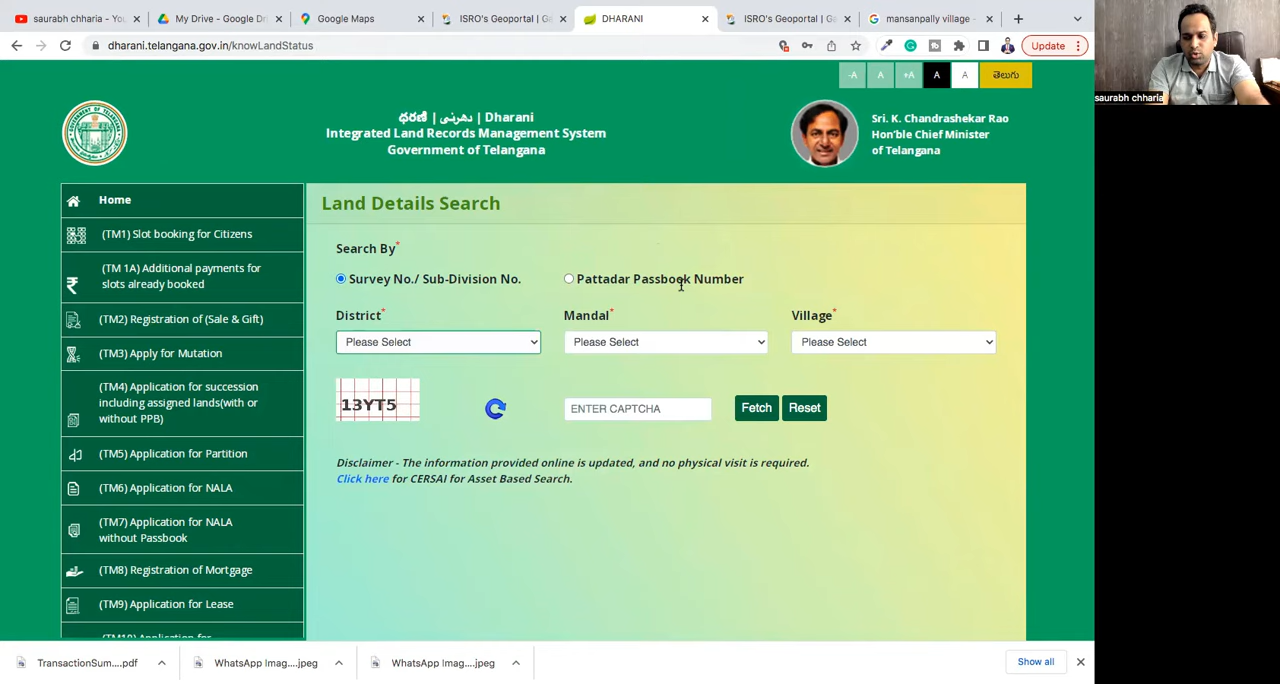 saurabh chharia - You
My Drive - Google Dr
Google Maps
ISRO's Geoportal | Ga
DHARANI
ISRO's Geoportal | Ga
mansanpally village -
dharani.telangana.gov.in/knowLandStatus
Update
saurabh chharia
-A
A
+A
A
A
తెలుగు
ధరణి | دھرنی | Dharani
Integrated Land Records Management System
Government of Telangana
Sri. K. Chandrashekar Rao
Hon'ble Chief Minister
of Telangana
Home
(TM1) Slot booking for Citizens
(TM 1A) Additional payments for
slots already booked
(TM2) Registration of (Sale & Gift)
(TM3) Apply for Mutation
(TM4) Application for succession
including assigned lands(with or
without PPB)
(TM5) Application for Partition
(TM6) Application for NALA
(TM7) Application for NALA
without Passbook
(TM8) Registration of Mortgage
(TM9) Application for Lease
(TM10) Application for
Land Details Search
Search By*
Survey No./ Sub-Division No.
Pattadar Passbook Number
District*
Mandal*
Village*
Please Select
Please Select
Please Select
13YT5
ENTER CAPTCHA
Fetch
Reset
Disclaimer - The information provided online is updated, and no physical visit is required.
Click here for CERSAI for Asset Based Search.
TransactionSum....pdf
WhatsApp Imag....jpeg
WhatsApp Imag....jpeg
Show all